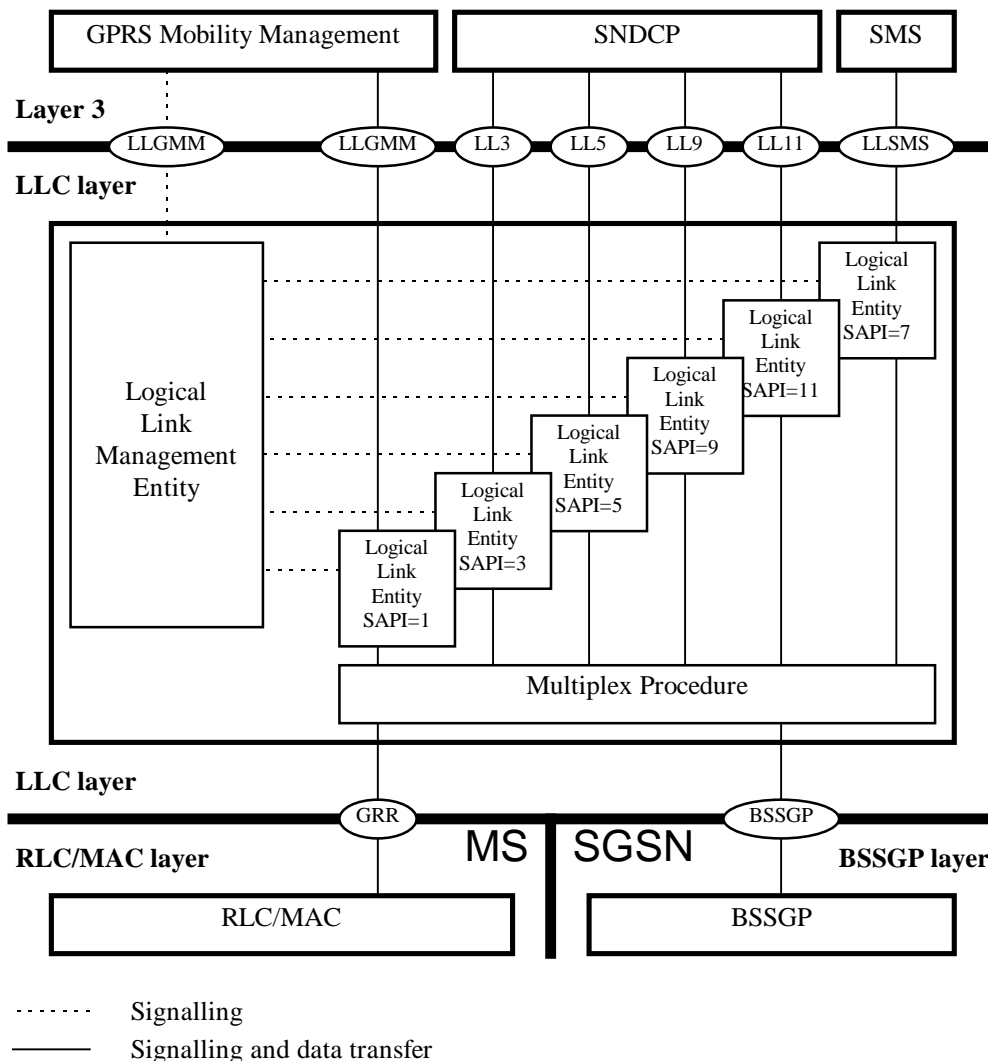 GPRS Mobility Management
SNDCP
SMS
Layer 3
LLGMM
LLGMM
LL3
LL5
LL9
LL11
LLSMS
LLC layer
Logical
Link
Management
Entity
Logical
Link
Entity
SAPI=1
Logical
Link
Entity
SAPI=3
Logical
Link
Entity
SAPI=5
Logical
Link
Entity
SAPI=9
Logical
Link
Entity
SAPI=11
Logical
Link
Entity
SAPI=7
Multiplex Procedure
LLC layer
GRR
BSSGP
RLC/MAC layer
MS
SGSN
BSSGP layer
RLC/MAC
BSSGP
Signalling
Signalling and data transfer